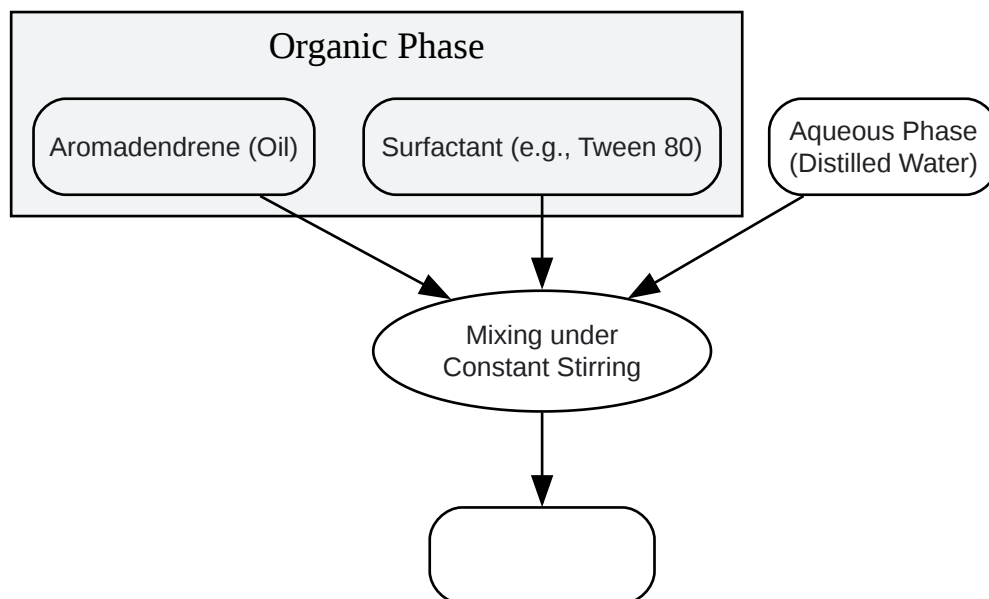 Organic Phase
Aromadendrene (Oil)
Surfactant (e.g., Tween 80)
Aqueous Phase
(Distilled Water)
Mixing under
Constant Stirring